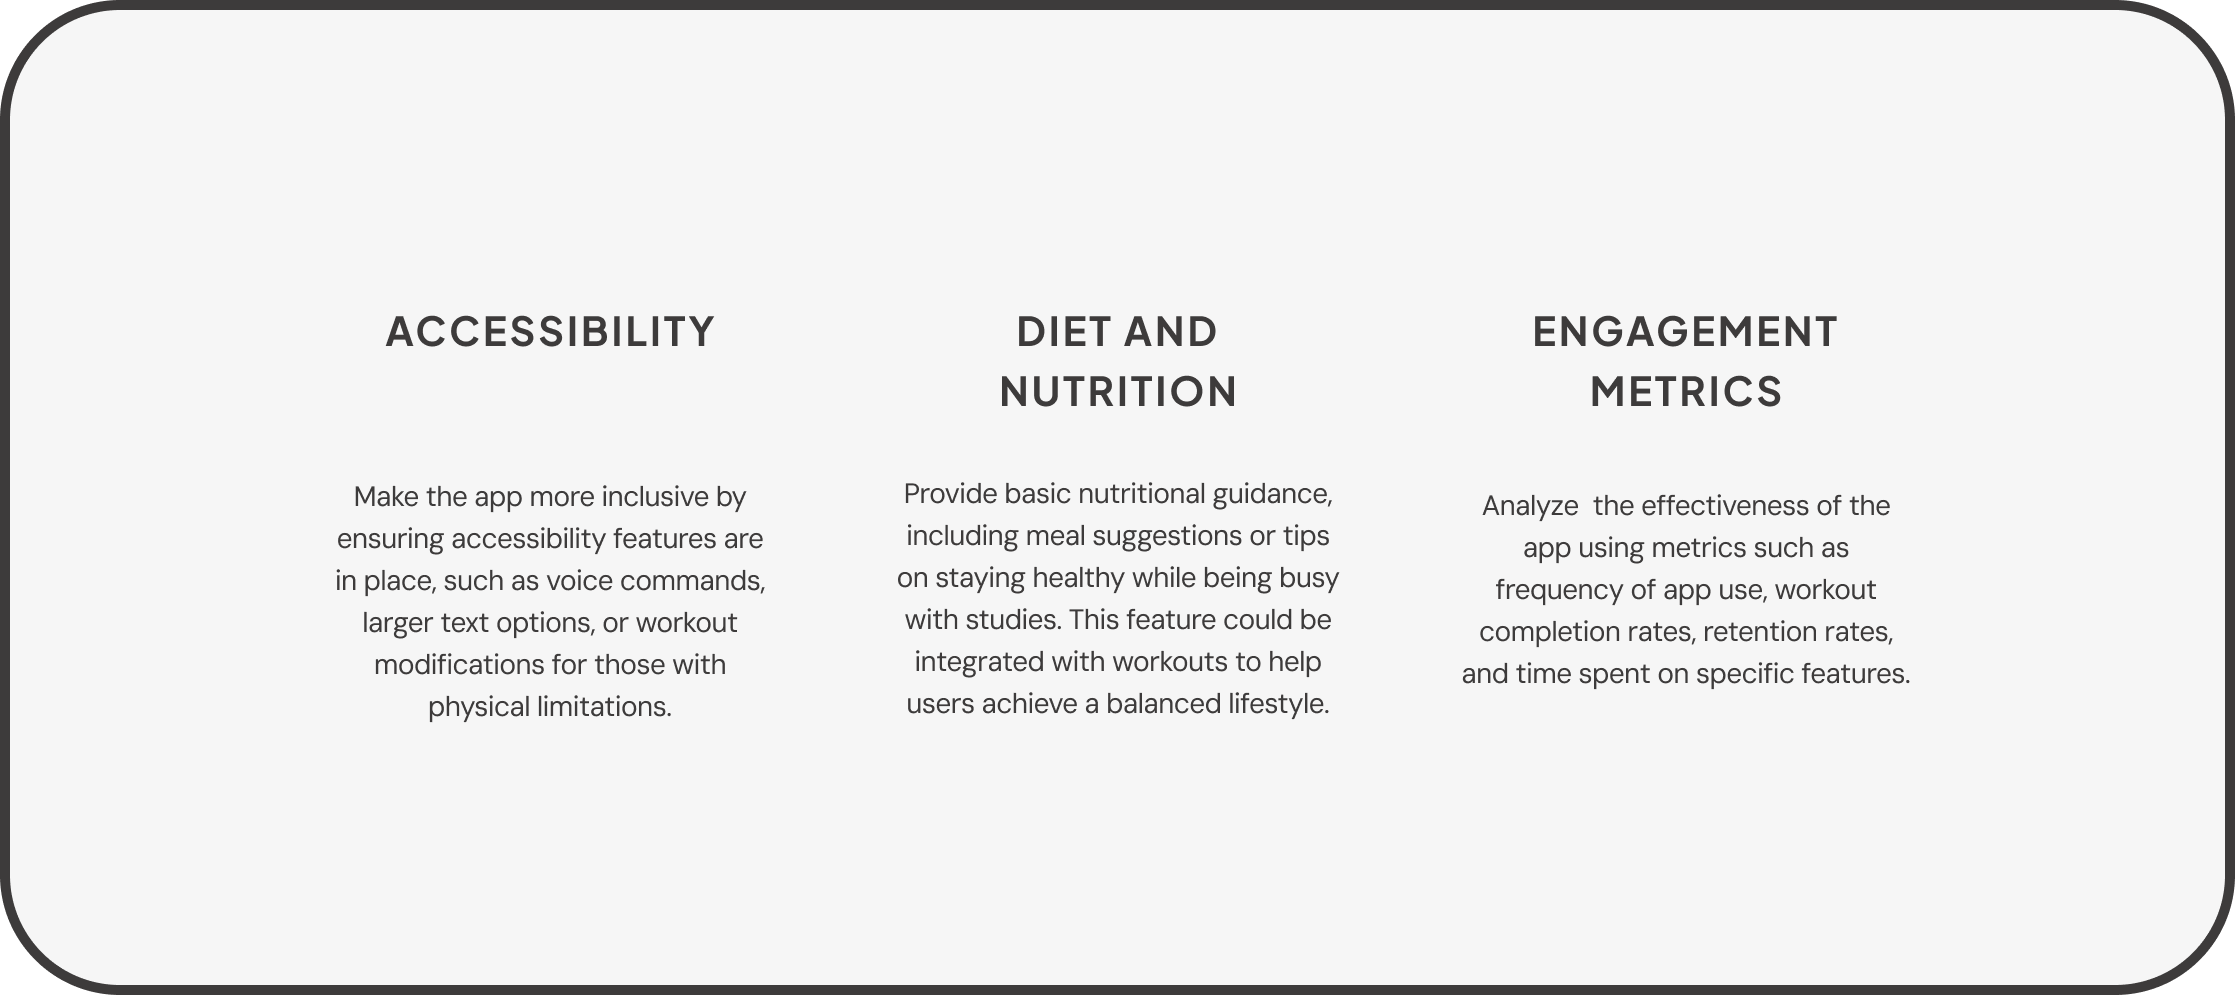 ACCESSIBILITY
Make the app more inclusive by
ensuring accessibility features are
in place, such as voice commands,
larger text options, or workout
modifications for those with
physical limitations.
DIET AND
NUTRITION
Provide basic nutritional guidance,
including meal suggestions or tips
on staying healthy while being busy
with studies. This feature could be
integrated with workouts to help
users achieve a balanced lifestyle.
ENGAGEMENT
METRICS
Analyze  the effectiveness of the
app using metrics such as
frequency of app use, workout
completion rates, retention rates,
and time spent on specific features.